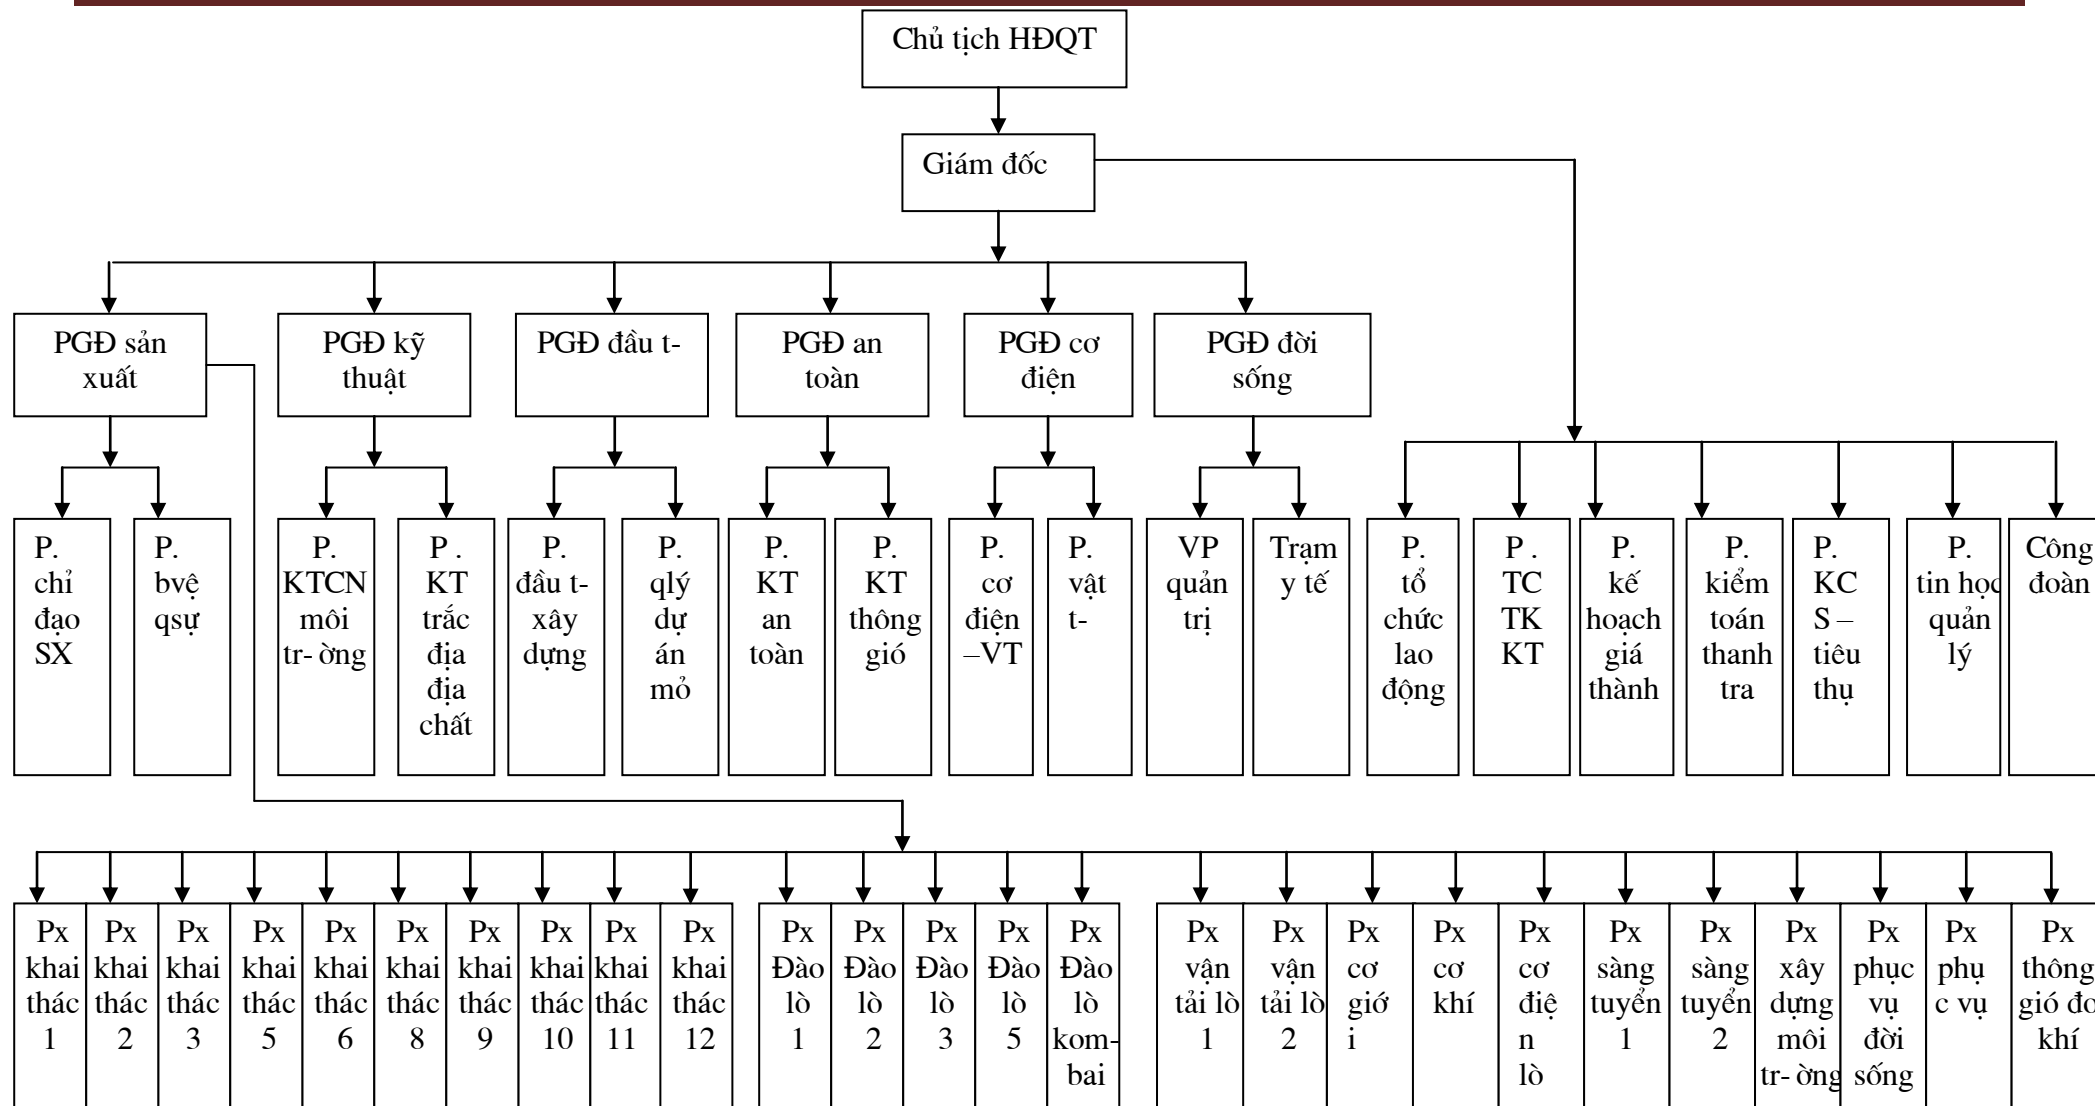 Chủ tịch HĐQT
Giám đốc
PGĐ sản
xuất
PGĐ kỹ
thuật
PGĐ đầu t-
PGĐ an
toàn
PGĐ cơ
điện
PGĐ đời
sống
P.
chỉ
đạo
SX
P.
bvệ
qsự
P.
KTCN
môi
tr- ờng
P .
KT
trắc
địa
địa
chất
P.
đầu t-
xây
dựng
P.
qlý
dự
án
mỏ
P.
KT
an
toàn
P.
KT
thông
gió
P.
cơ
điện
–VT
P.
vật
t-
VP
quản
trị
Trạm
y tế
P.
tổ
chức
lao
động
P .
TC
TK
KT
P.
kế
hoạch
giá
thành
P.
kiểm
toán
thanh
tra
P.
KC
S –
tiêu
thụ
P.
tin học
quản
lý
Công
đoàn
Px
khai
thác
1
Px
khai
thác
2
Px
khai
thác
3
Px
khai
thác
5
Px
khai
thác
6
Px
khai
thác
8
Px
khai
thác
9
Px
khai
thác
10
Px
khai
thác
11
Px
khai
thác
12
Px
Đào
lò
1
Px
Đào
lò
2
Px
Đào
lò
3
Px
Đào
lò
5
Px
Đào
lò
kom-
bai
Px
vận
tải lò
1
Px
vận
tải lò
2
Px
cơ
giớ
i
Px
cơ
khí
Px
cơ
điệ
n
lò
Px
sàng
tuyển
1
Px
sàng
tuyển
2
Px
xây
dựng
môi
tr- ờng
Px
phục
vụ
đời
sống
Px
phụ
c vụ
Px
thông
gió đo
khí